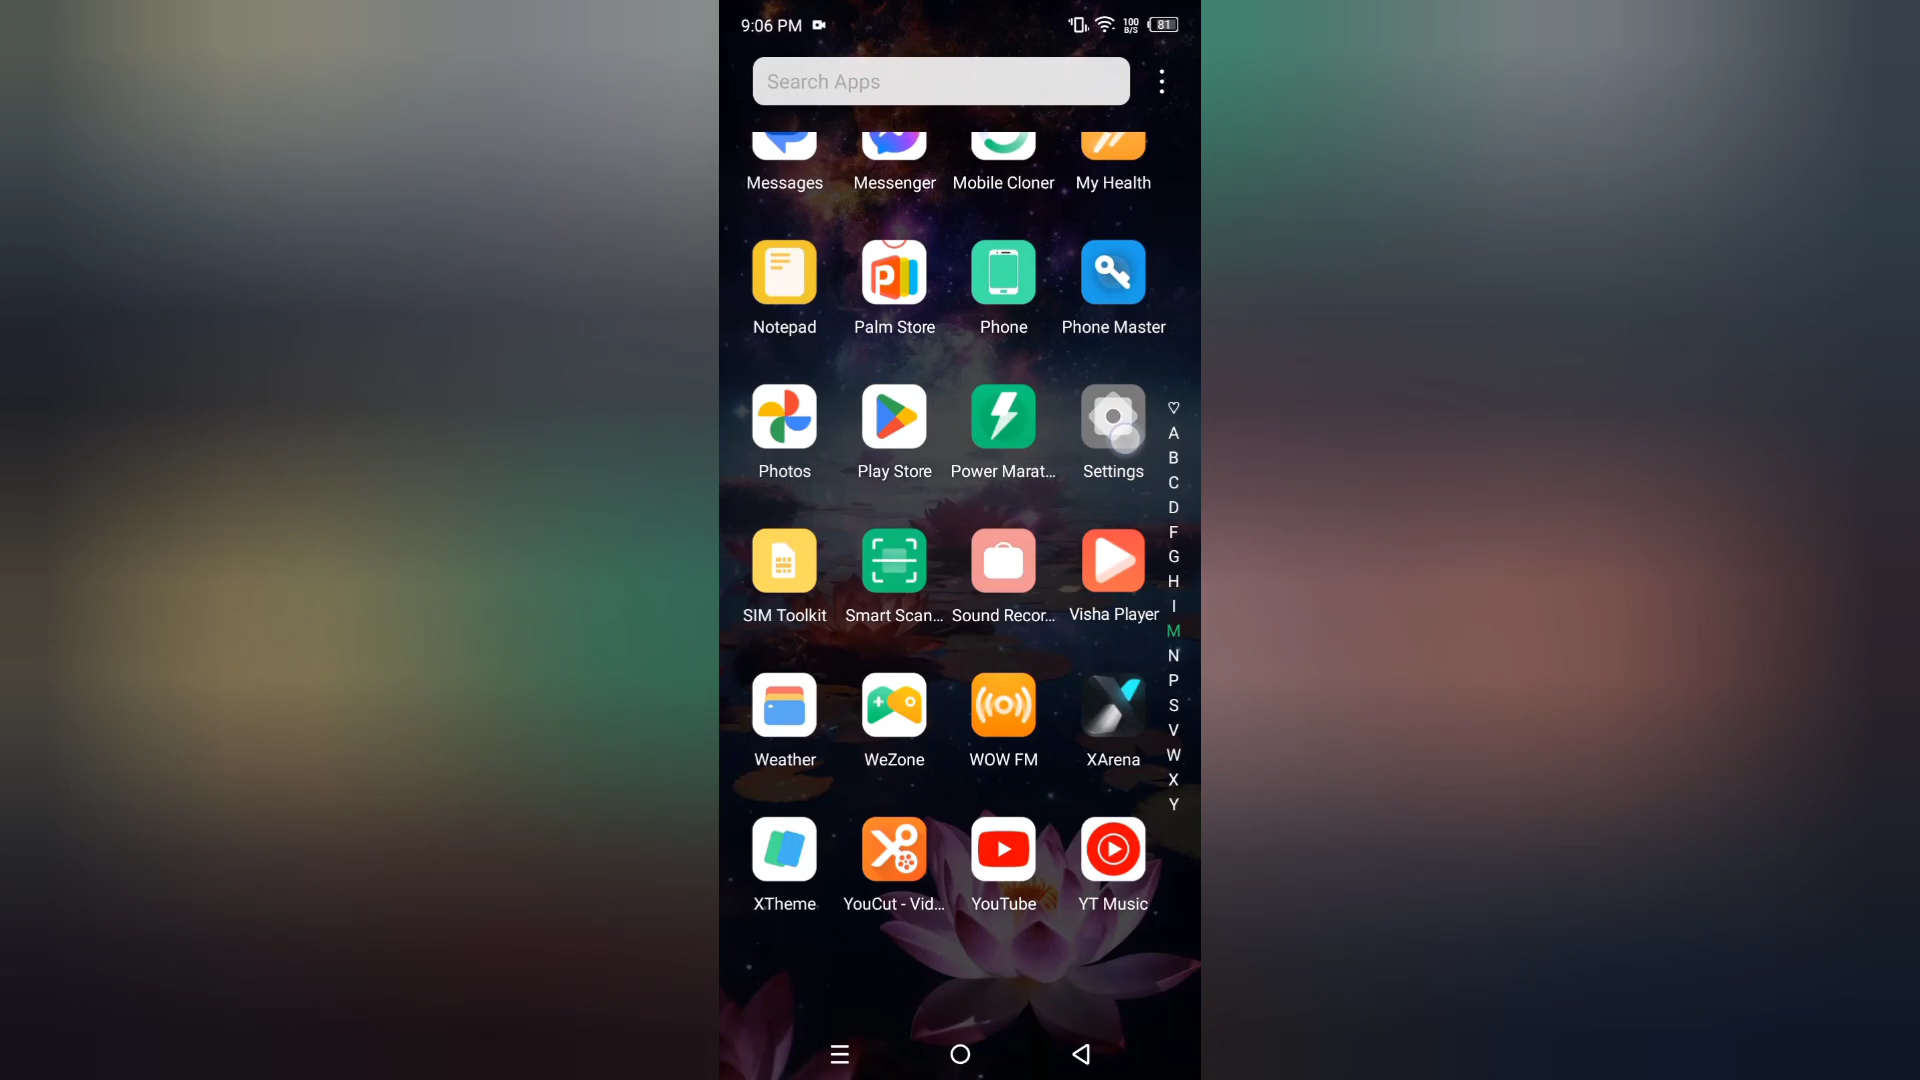 9:06 PM
100 B/S
81
Search Apps
Messages Messenger Mobile Cloner My Health
Notepad Palm Store Phone Phone Master
Photos Play Store Power Marat... Settings
SIM Toolkit Smart Scan... Sound Recor... Visha Player
Weather WeZone WOW FM XArena
XTheme YouCut - Vid... YouTube YT Music
A
B
C
D
F
G
H
I
M
N
P
S
V
W
X
Y